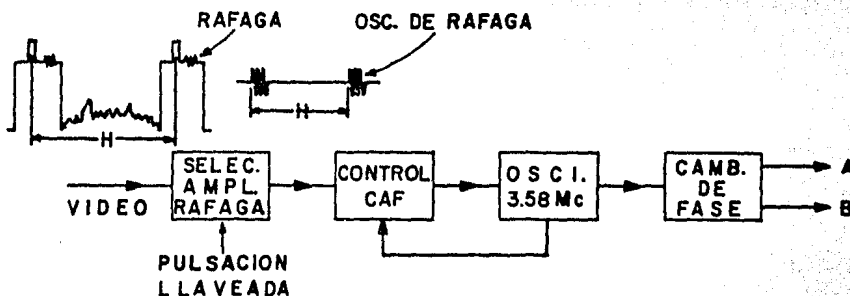 RAFAGA
OSC. DE RAFAGA
H
H
VIDEO
SELEC.
AMPL.
RAFAGA
CONTROL
CAF
OSCI.
3.58 Mc
CAMB.
DE
FASE
A
B
PULSACION
LLAVEADA